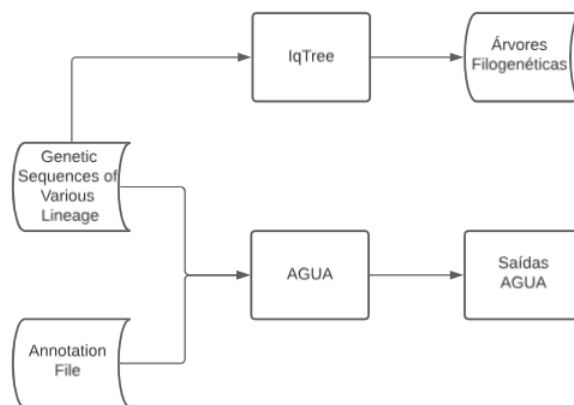 IqTree
Árvores
Filogenéticas
Genetic
Sequences of
Various
Lineage
AGUA
Saídas
AGUA
Annotation
File